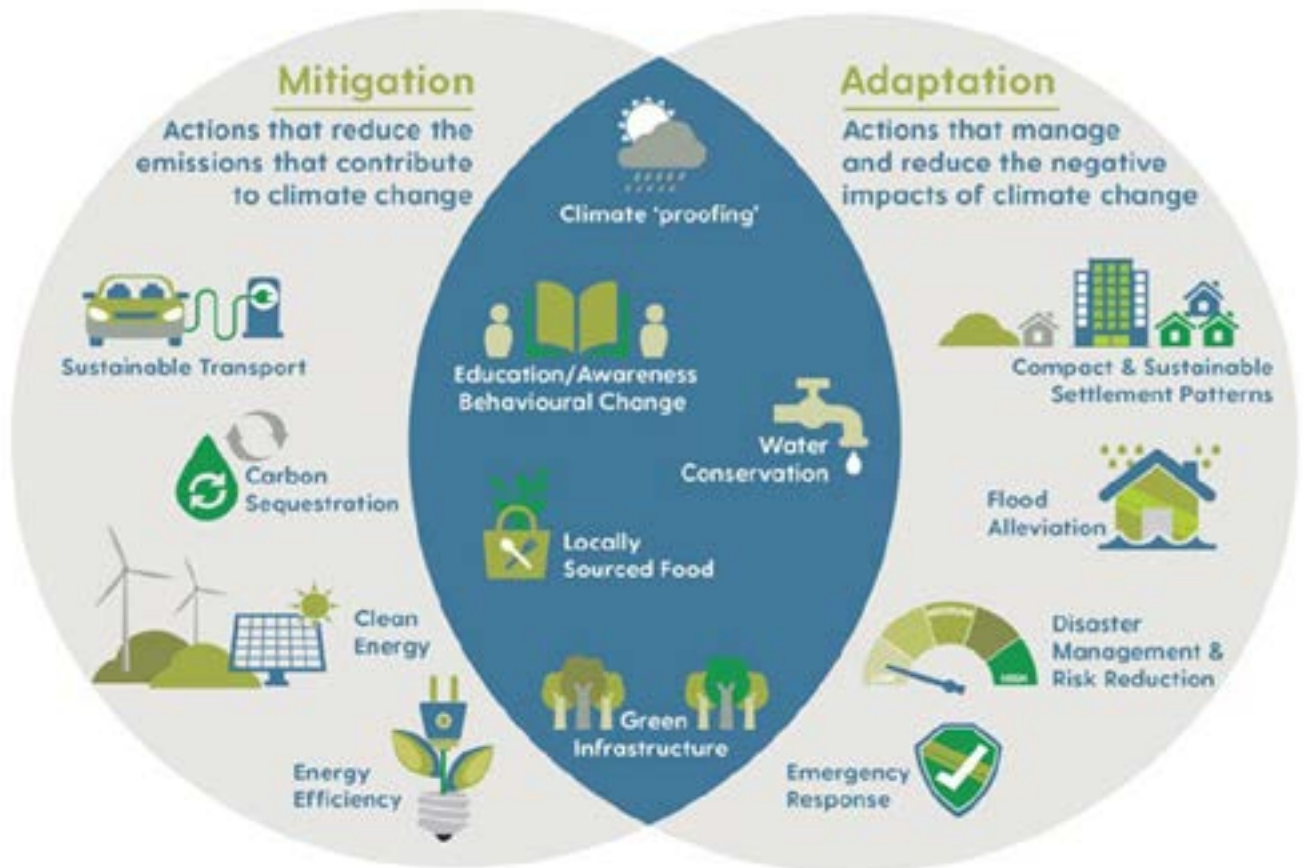 Mitigation
Actions that reduce the
emissions that contribute
to climate change
Sustainable Transport
Carbon
Sequestration
Clean
Energy
Energy
Efficiency
Climate ‘proofing’
Education/Awareness
Behavioural Change
Water
Conservation
Locally
Sourced Food
Green
Infrastructure
Adaptation
Actions that manage
and reduce the negative
impacts of climate change
Compact & Sustainable
Settlement Patterns
Flood
Alleviation
Disaster
Management &
Risk Reduction
HIGH
Emergency
Response